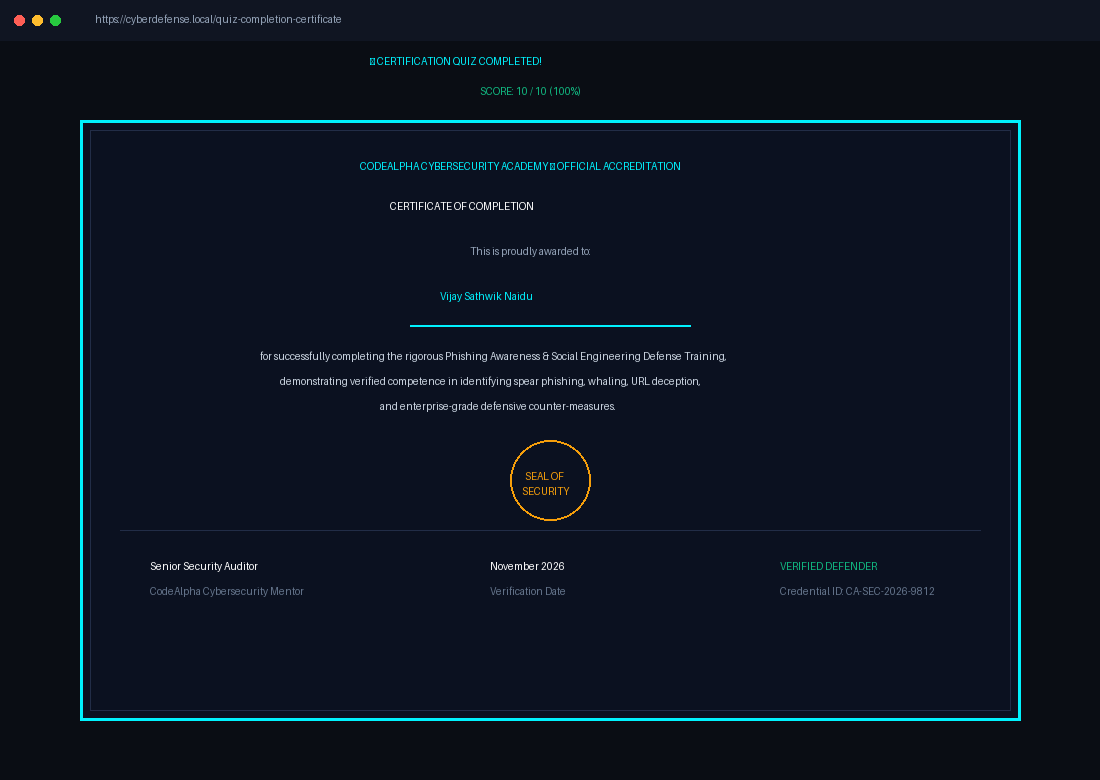 https://cyberdefense.local/quiz-completion-certificate
CERTIFICATION QUIZ COMPLETED!
SCORE: 10 / 10 (100%)
CODEALPHA CYBERSECURITY ACADEMY OFFICIAL ACCREDITATION
CERTIFICATE OF COMPLETION
This is proudly awarded to:
Vijay Sathwik Naidu
for successfully completing the rigorous Phishing Awareness & Social Engineering Defense Training,
demonstrating verified competence in identifying spear phishing, whaling, URL deception,
and enterprise-grade defensive counter-measures.
SEAL OF
SECURITY
Senior Security Auditor
CodeAlpha Cybersecurity Mentor
November 2026
Verification Date
VERIFIED DEFENDER
Credential ID: CA-SEC-2026-9812